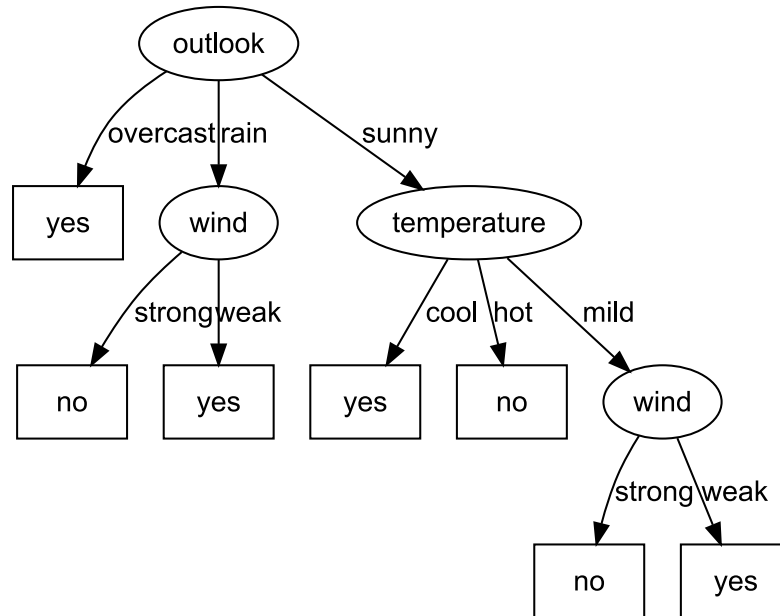 outlook
overcast rain sunny
yes wind temperature
strong weak cool hot mild
no yes yes no wind
strong weak
no yes